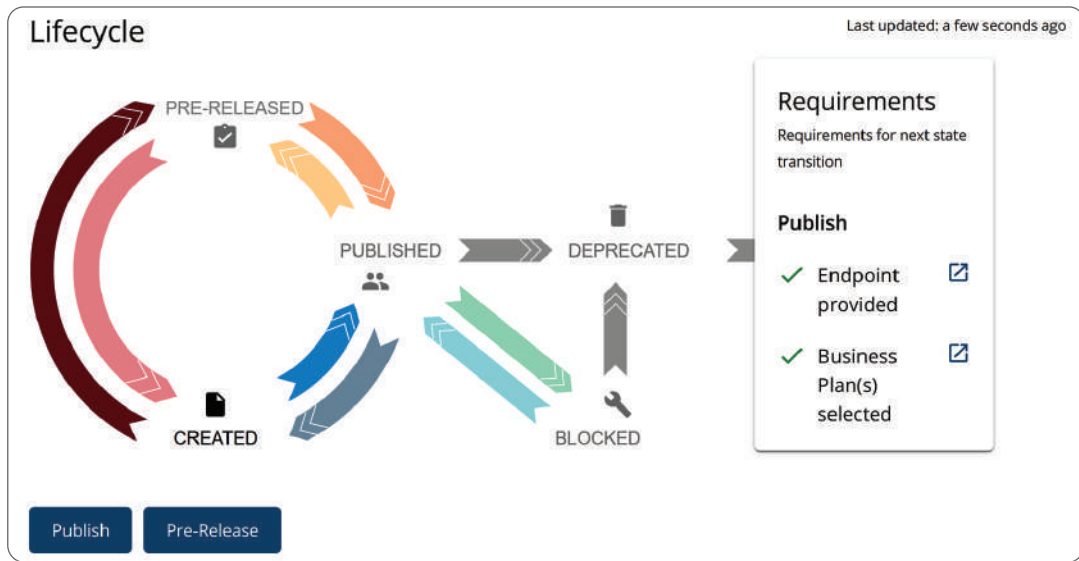 Lifecycle
Last updated: a few seconds ago
PRE-RELEASED
PUBLISHED
DEPRECATED
CREATED
BLOCKED
Requirements
Requirements for next state
transition
Publish
Endpoint
provided
Business
Plan(s)
selected
Publish
Pre-Release